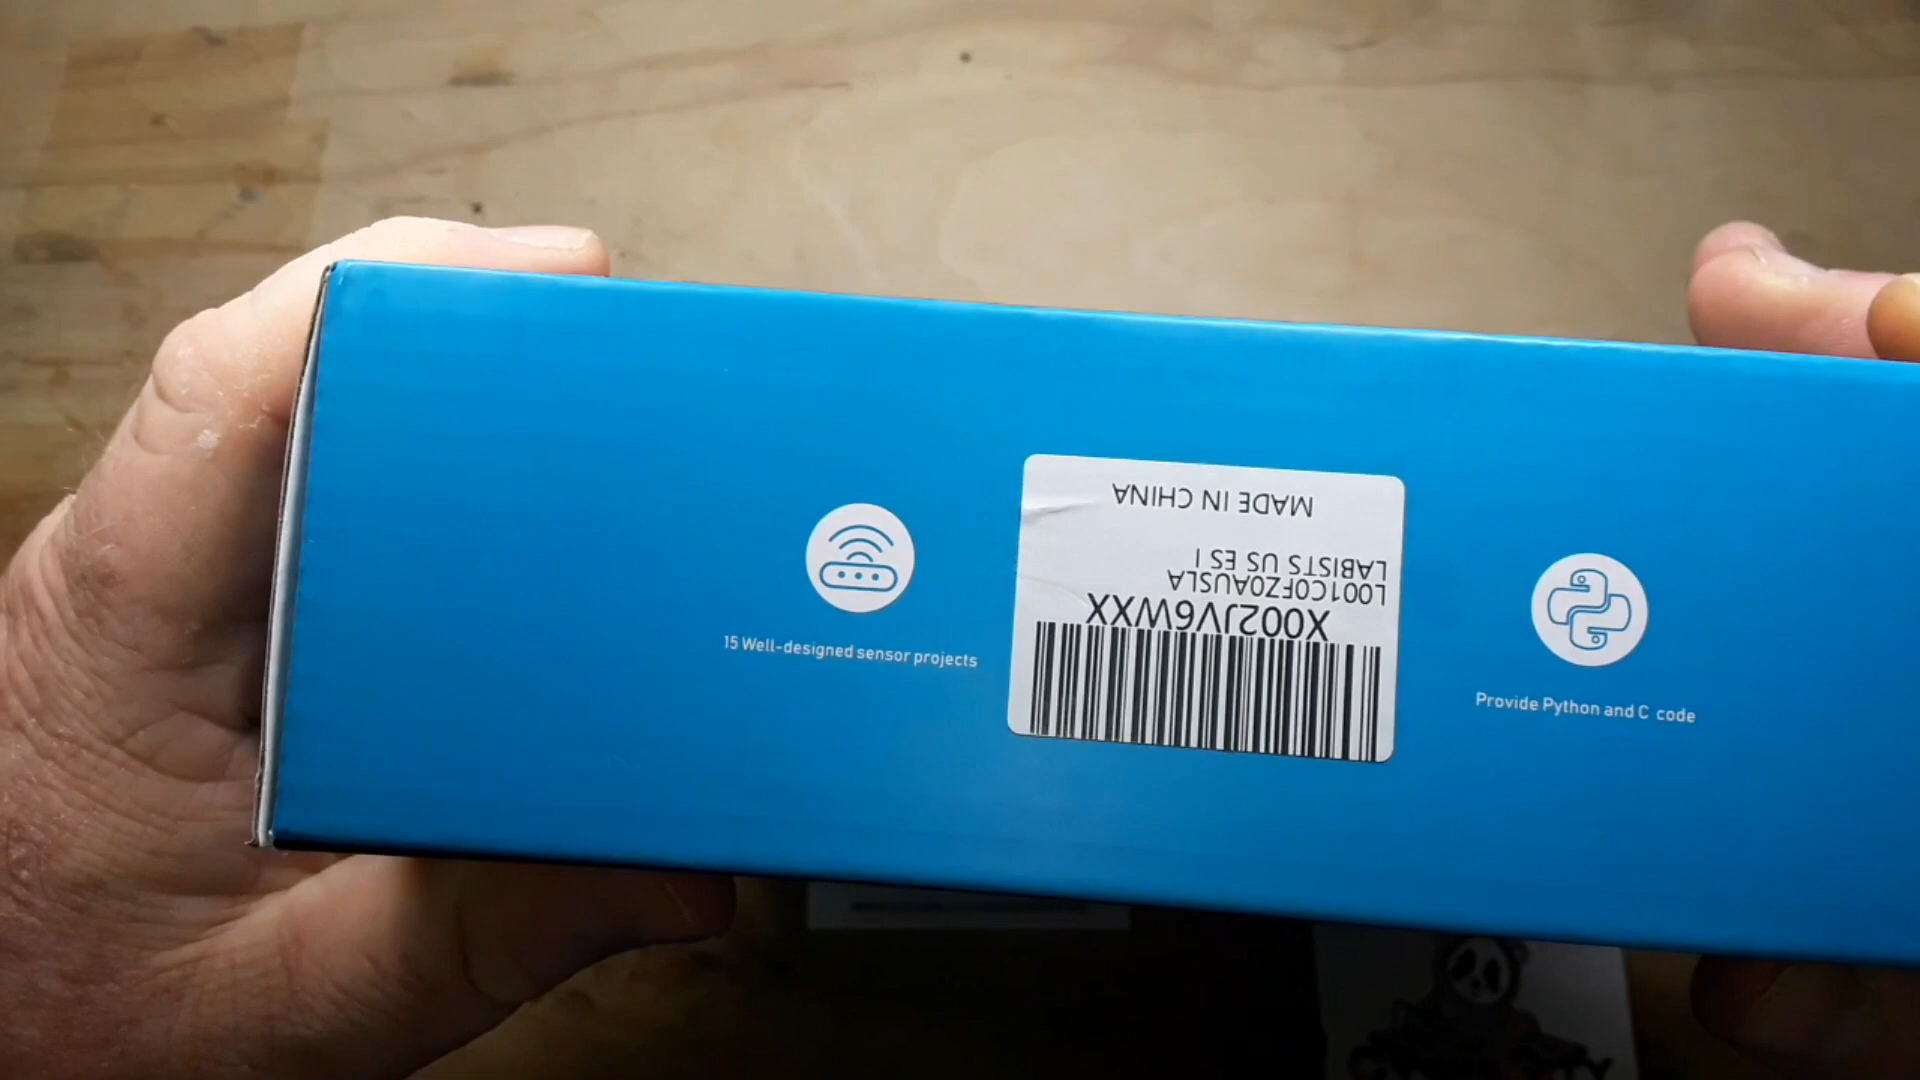 15 Well-designed sensor projects
X002JV6WXX
L001C0FZ0AUSLA
LABISTS US ES I
MADE IN CHINA
Provide Python and C code